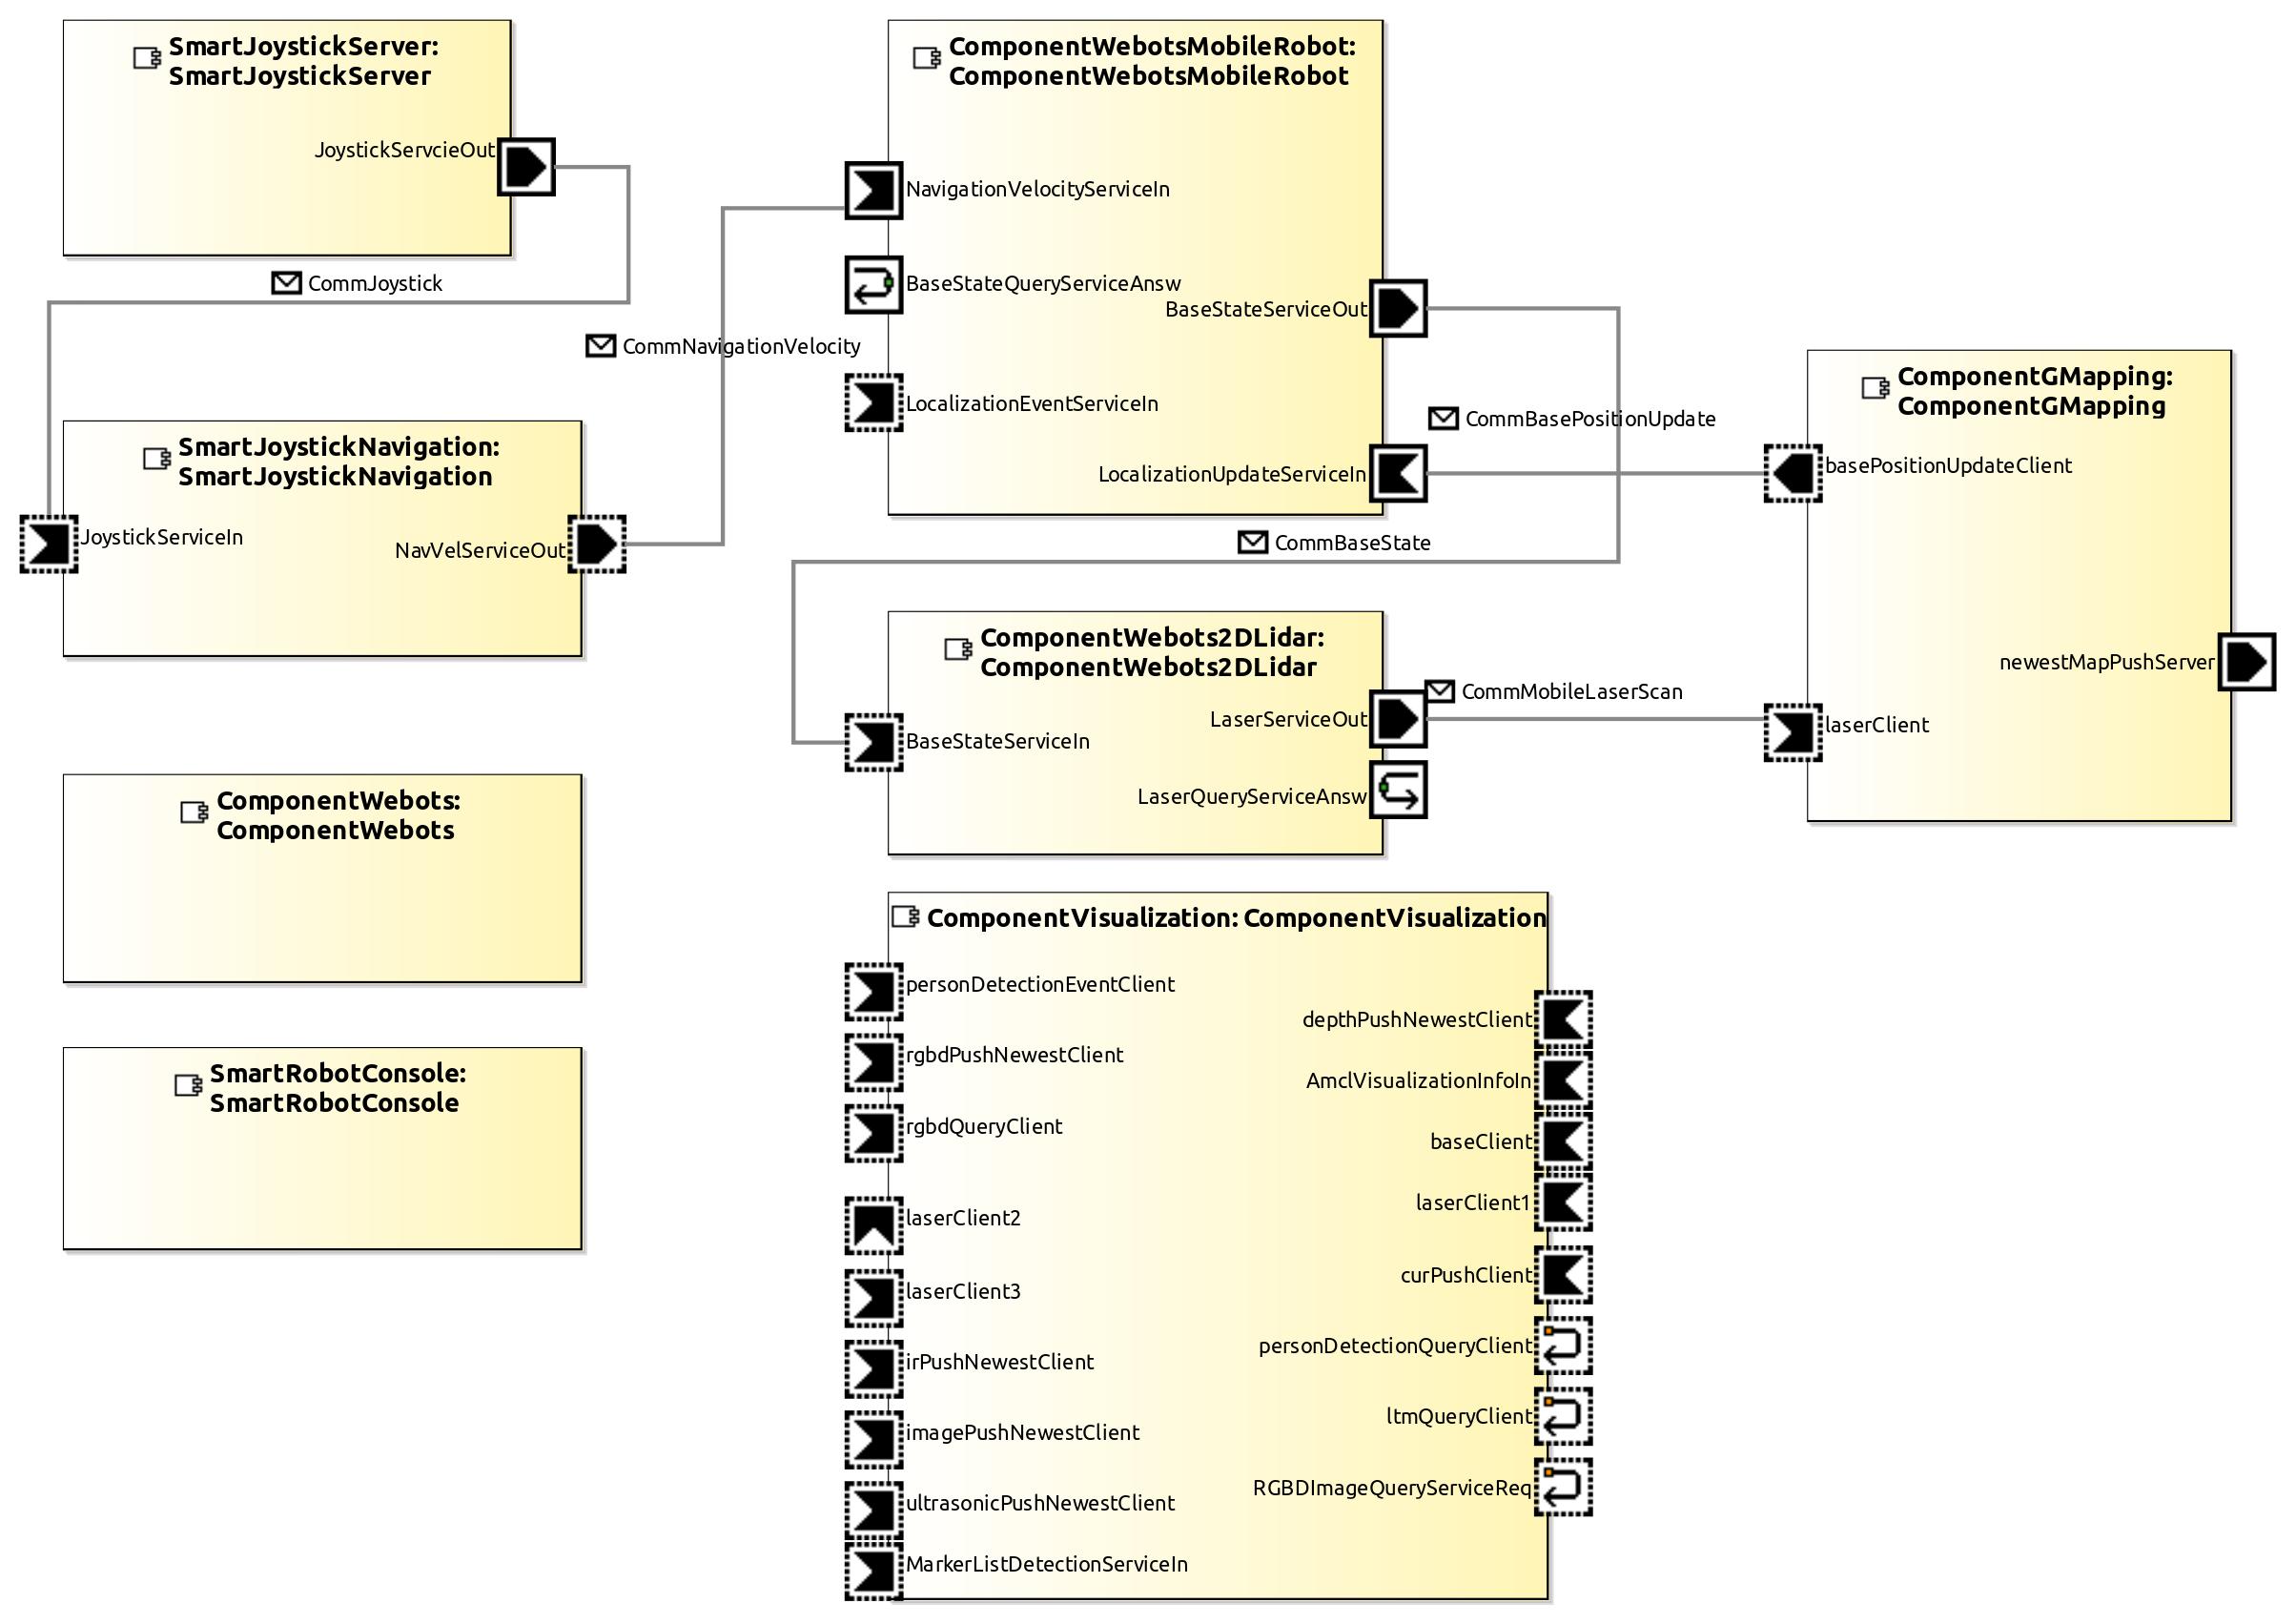 SmartJoystickServer:
SmartJoystickServer
JoystickServcieOut
CommJoystick
SmartJoystickNavigation:
SmartJoystickNavigation
JoystickServiceIn
NavVelServiceOut
CommNavigationVelocity
ComponentWebots:
ComponentWebots
SmartRobotConsole:
SmartRobotConsole
ComponentWebotsMobileRobot:
ComponentWebotsMobileRobot
NavigationVelocityServiceIn
BaseStateQueryServiceAnsw
BaseStateServiceOut
LocalizationEventServiceIn
LocalizationUpdateServiceIn
CommBasePositionUpdate
CommBaseState
ComponentWebots2DLidar:
ComponentWebots2DLidar
LaserServiceOut
BaseStateServiceIn
LaserQueryServiceAnsw
CommMobileLaserScan
ComponentGMapping:
ComponentGMapping
basePositionUpdateClient
newestMapPushServer
laserClient
ComponentVisualization: ComponentVisualization
personDetectionEventClient
rgbdPushNewestClient
rgbdQueryClient
laserClient2
laserClient3
irPushNewestClient
imagePushNewestClient
ultrasonicPushNewestClient
MarkerListDetectionServiceIn
depthPushNewestClient
AmclVisualizationInfoIn
baseClient
laserClient1
curPushClient
personDetectionQueryClient
ltmQueryClient
RGBDImageQueryServiceReq